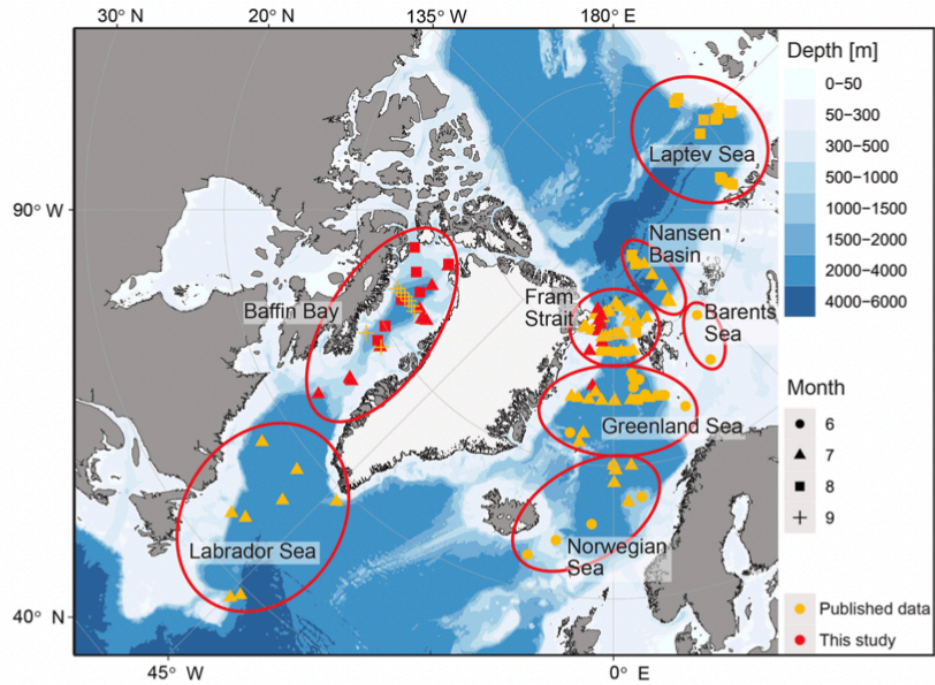 30° N
20° N
135° W
180° E
Depth [m]
0−50
50−300
300−500
500−1000
1000−1500
1500−2000
2000−4000
4000−6000
Laptev Sea
90° W
Nansen
Basin
Fram
Strait
Barents
Sea
Baffin Bay
Month
6
7
8
9
Greenland Sea
Labrador Sea
Norwegian
Sea
40° N
Published data
This study
45° W
0° E